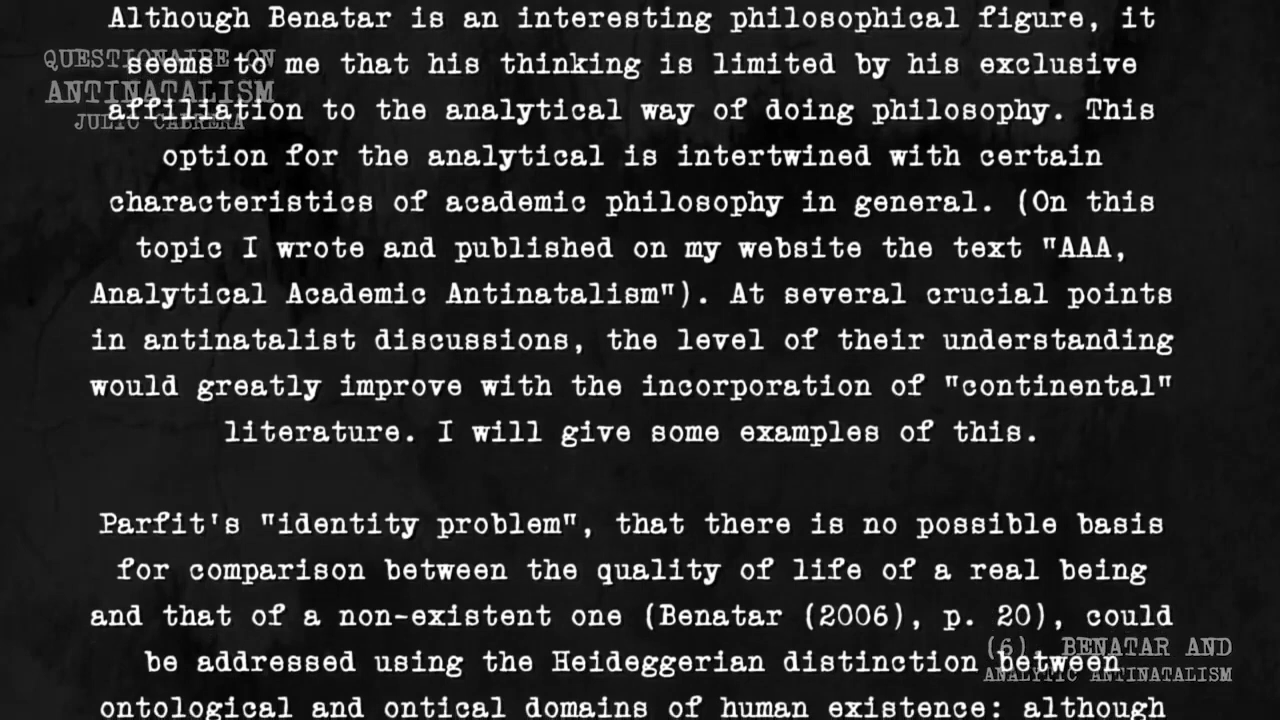 Although Benatar is an interesting philosophical figure, it
seems to me that his thinking is limited by his exclusive
affiliation to the analytical way of doing philosophy. This
option for the analytical is intertwined with certain
characteristics of academic philosophy in general. (On this
topic I wrote and published on my website the text "AAA,
Analytical Academic Antinatalism"). At several crucial points
in antinatalist discussions, the level of their understanding
would greatly improve with the incorporation of "continental"
literature. I will give some examples of this.
Parfit's "identity problem", that there is no possible basis
for comparison between the quality of life of a real being
and that of a non-existent one (Benatar (2006), p. 20), could
be addressed using the Heideggerian distinction between
ontological and ontical domains of human existence: although
QUESTIONAIRE ON
ANTINATALISM
JULIO CABRERA
(6) BENATAR AND
ANALYTIC ANTINATALISM